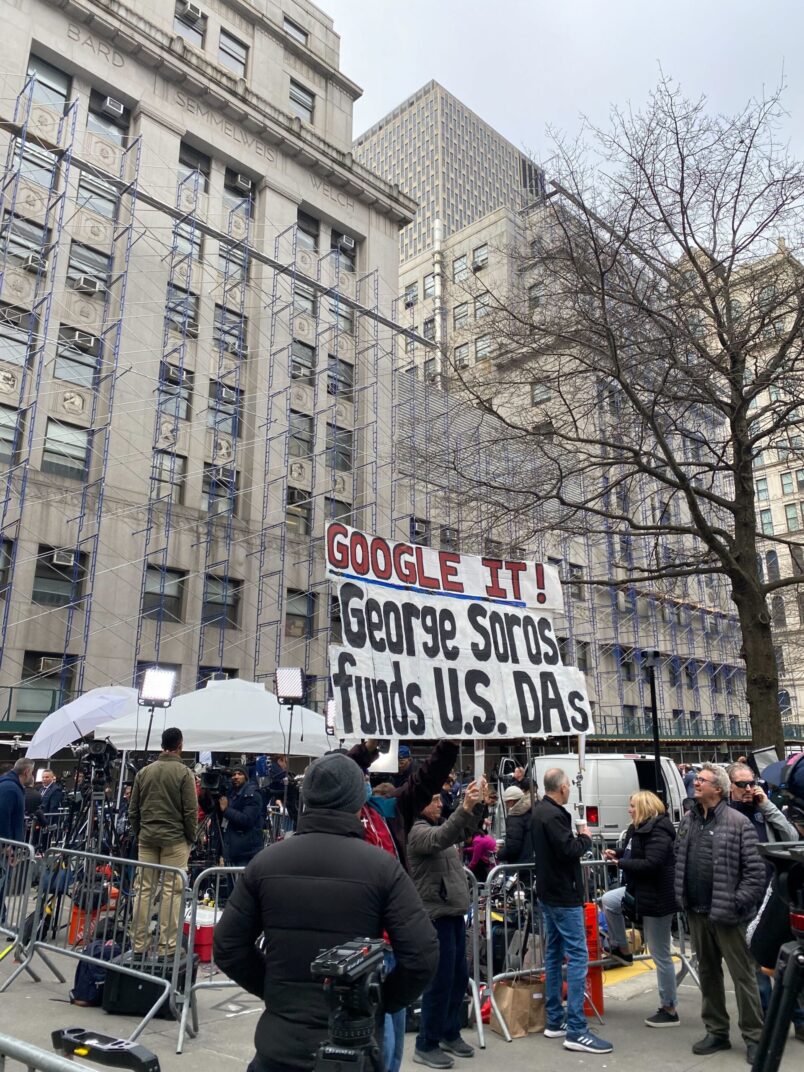 BARD
SEMMELWEIS
WELCH
GOOGLE IT!
George Soros
funds U.S. DAs